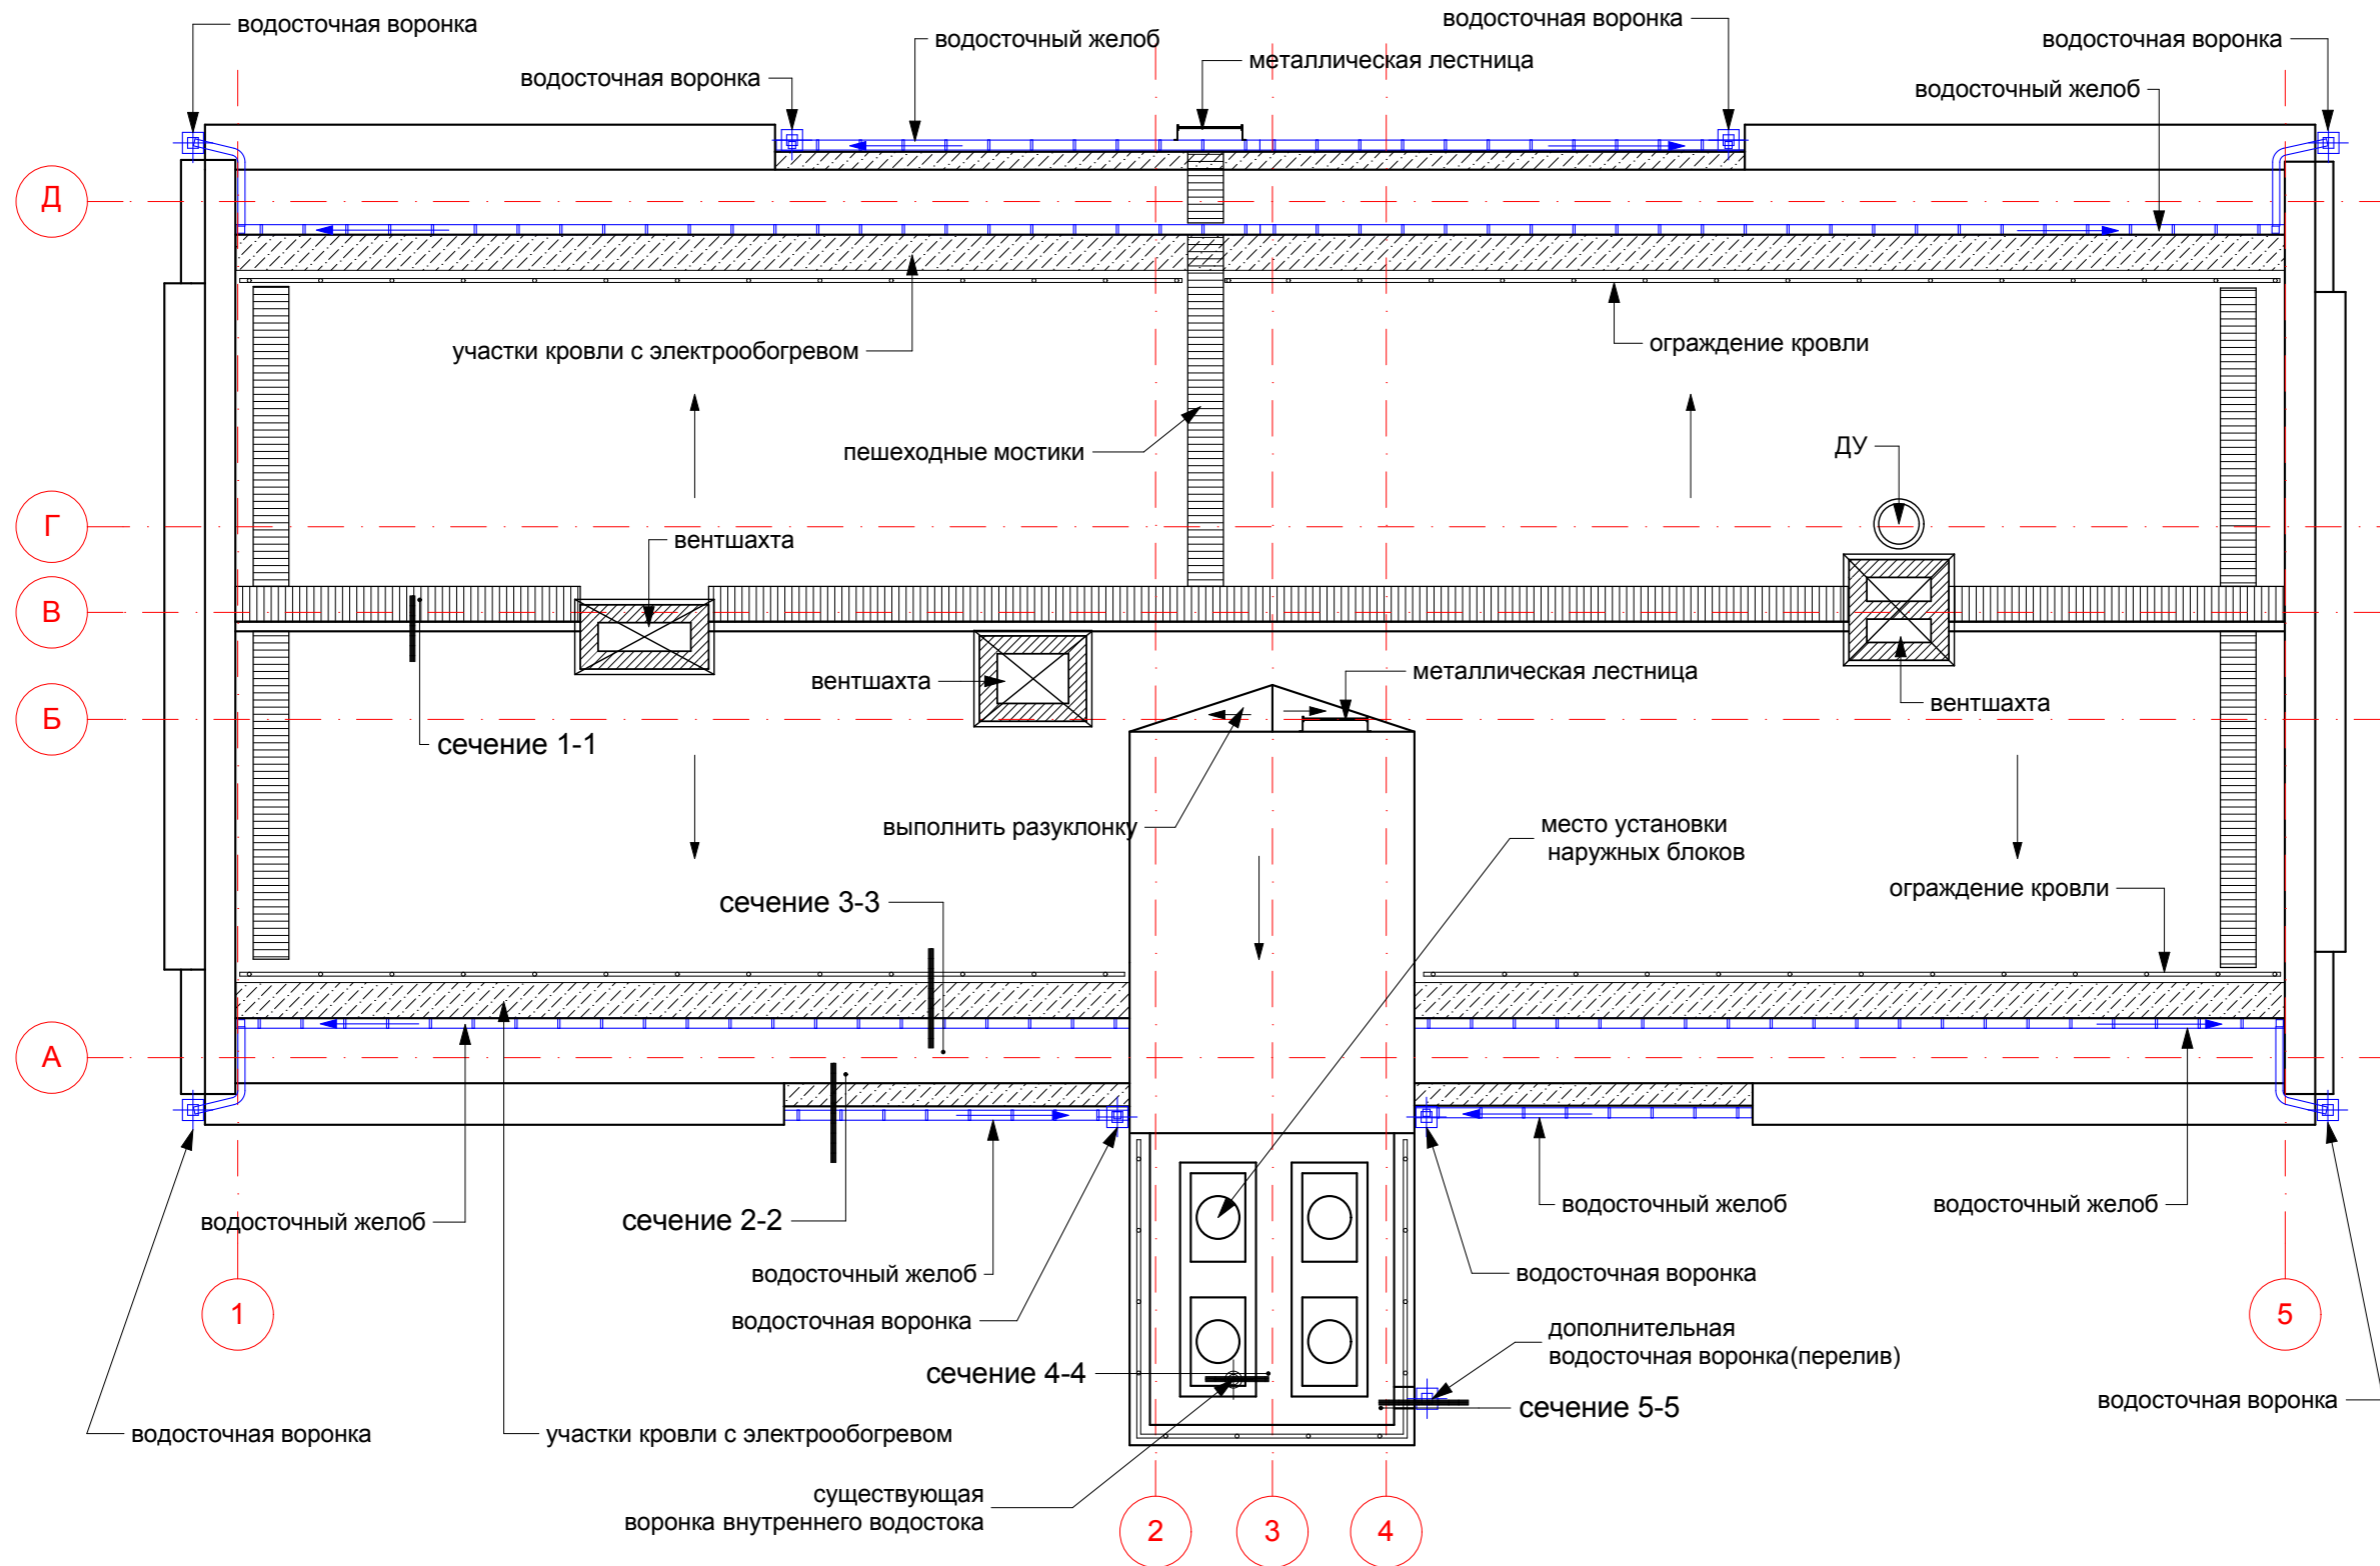 водосточная воронка
водосточный желоб
водосточная воронка
водосточная воронка
металлическая лестница
водосточная воронка
водосточный желоб
Д
участки кровли с электрообогревом
ограждение кровли
пешеходные мостики
ДУ
Г
вентшахта
В
вентшахта
металлическая лестница
вентшахта
Б
сечение 1-1
выполнить разуклонку
место установки
наружных блоков
сечение 3-3
ограждение кровли
А
водосточный желоб
сечение 2-2
водосточный желоб
водосточный желоб
водосточный желоб
водосточная воронка
1
5
водосточная воронка
дополнительная
водосточная воронка(перелив)
сечение 4-4
сечение 5-5
водосточная воронка
водосточная воронка
участки кровли с электрообогревом
существующая
воронка внутреннего водостока
2
3
4